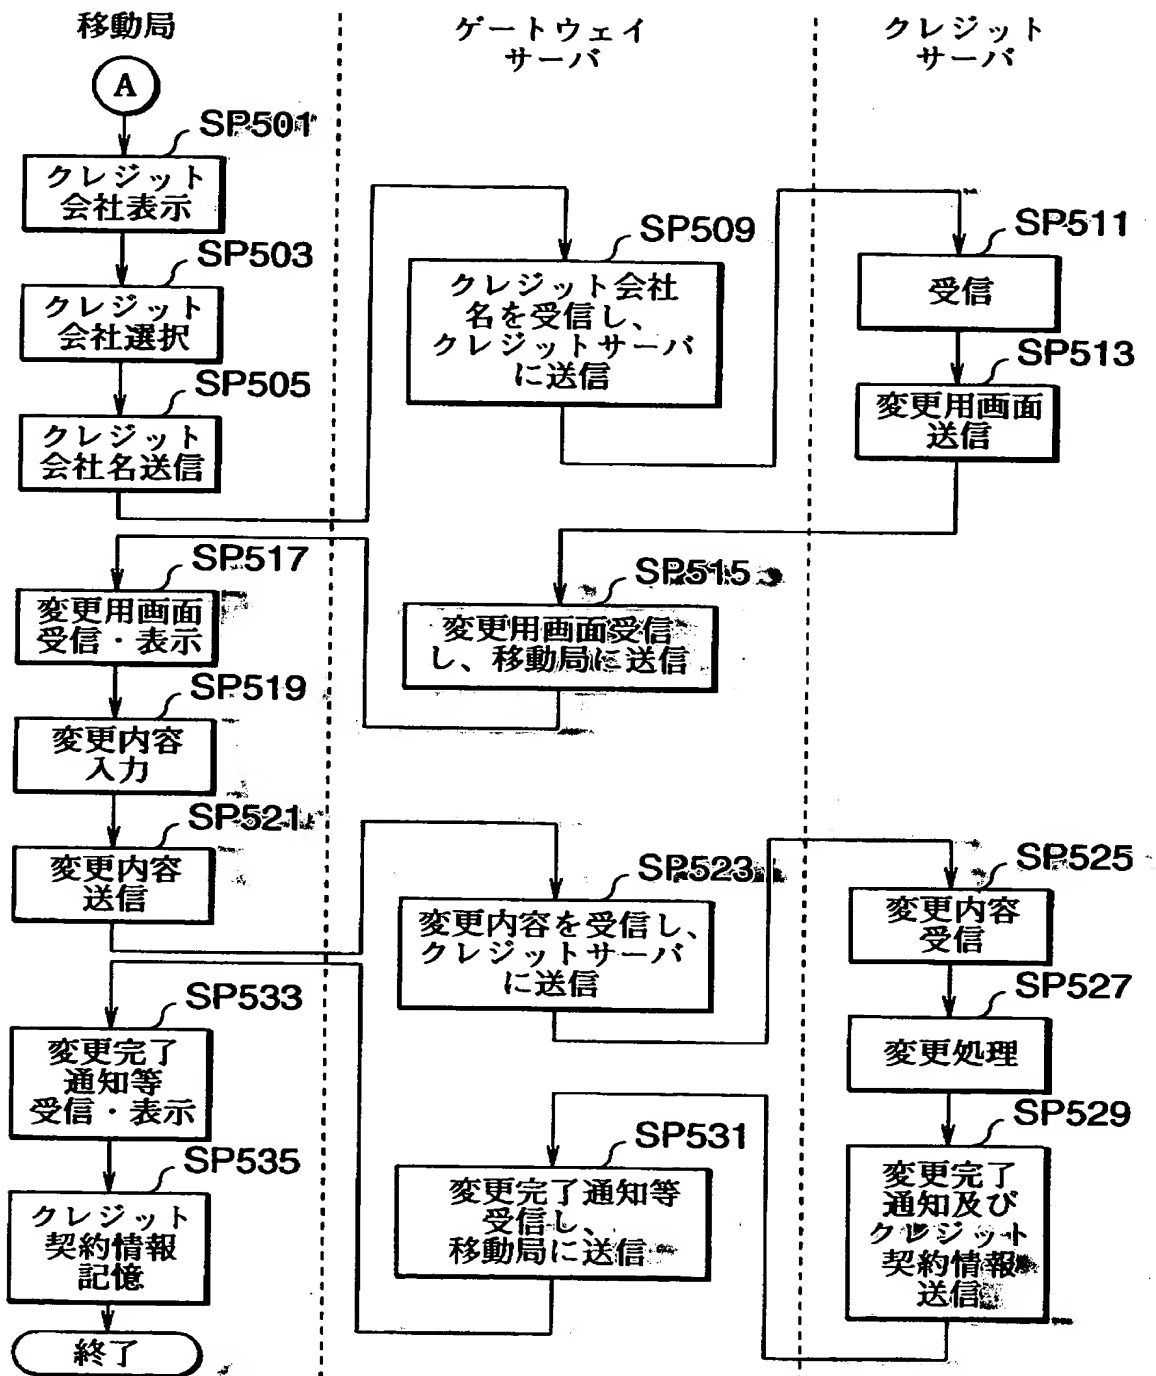 移動局
ゲートウェイ
サーバ
クレジット
サーバ
A
SP501
クレジット
会社表示
SP503
クレジット
会社選択
SP505
クレジット
会社名送信
SP509
クレジット会社
名を受信し、
クレジットサーバ
に送信
SP511
受信
SP513
変更用画面
送信
SP515
変更用画面受信
し、移動局に送信
SP517
変更用画面
受信・表示
SP519
変更内容
入力
SP521
変更内容
送信
SP523
変更内容を受信し、
クレジットサーバ
に送信
SP525
変更内容
受信
SP527
変更処理
SP529
変更完了
通知及び
クレジット
契約情報
送信
SP531
変更完了通知等
受信し、
移動局に送信
SP533
変更完了
通知等
受信・表示
SP535
クレジット
契約情報
記憶
終了